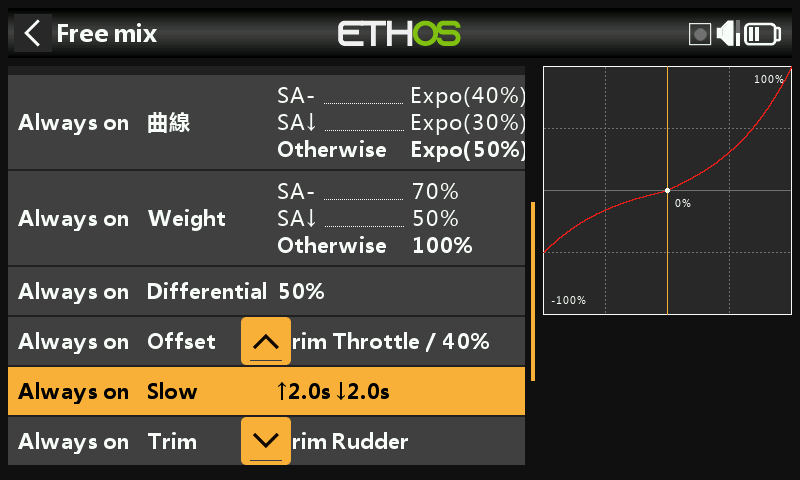 Free mix
ETHOS
Always on 曲線
SA- Expo(40%)
SA↓ Expo(30%)
Otherwise Expo(50%)
Always on Weight
SA- 70%
SA↓ 50%
Otherwise 100%
Always on Differential 50%
Always on Offset rim Throttle / 40%
Always on Slow ↑2.0s ↓2.0s
Always on Trim rim Rudder
100%
0%
-100%